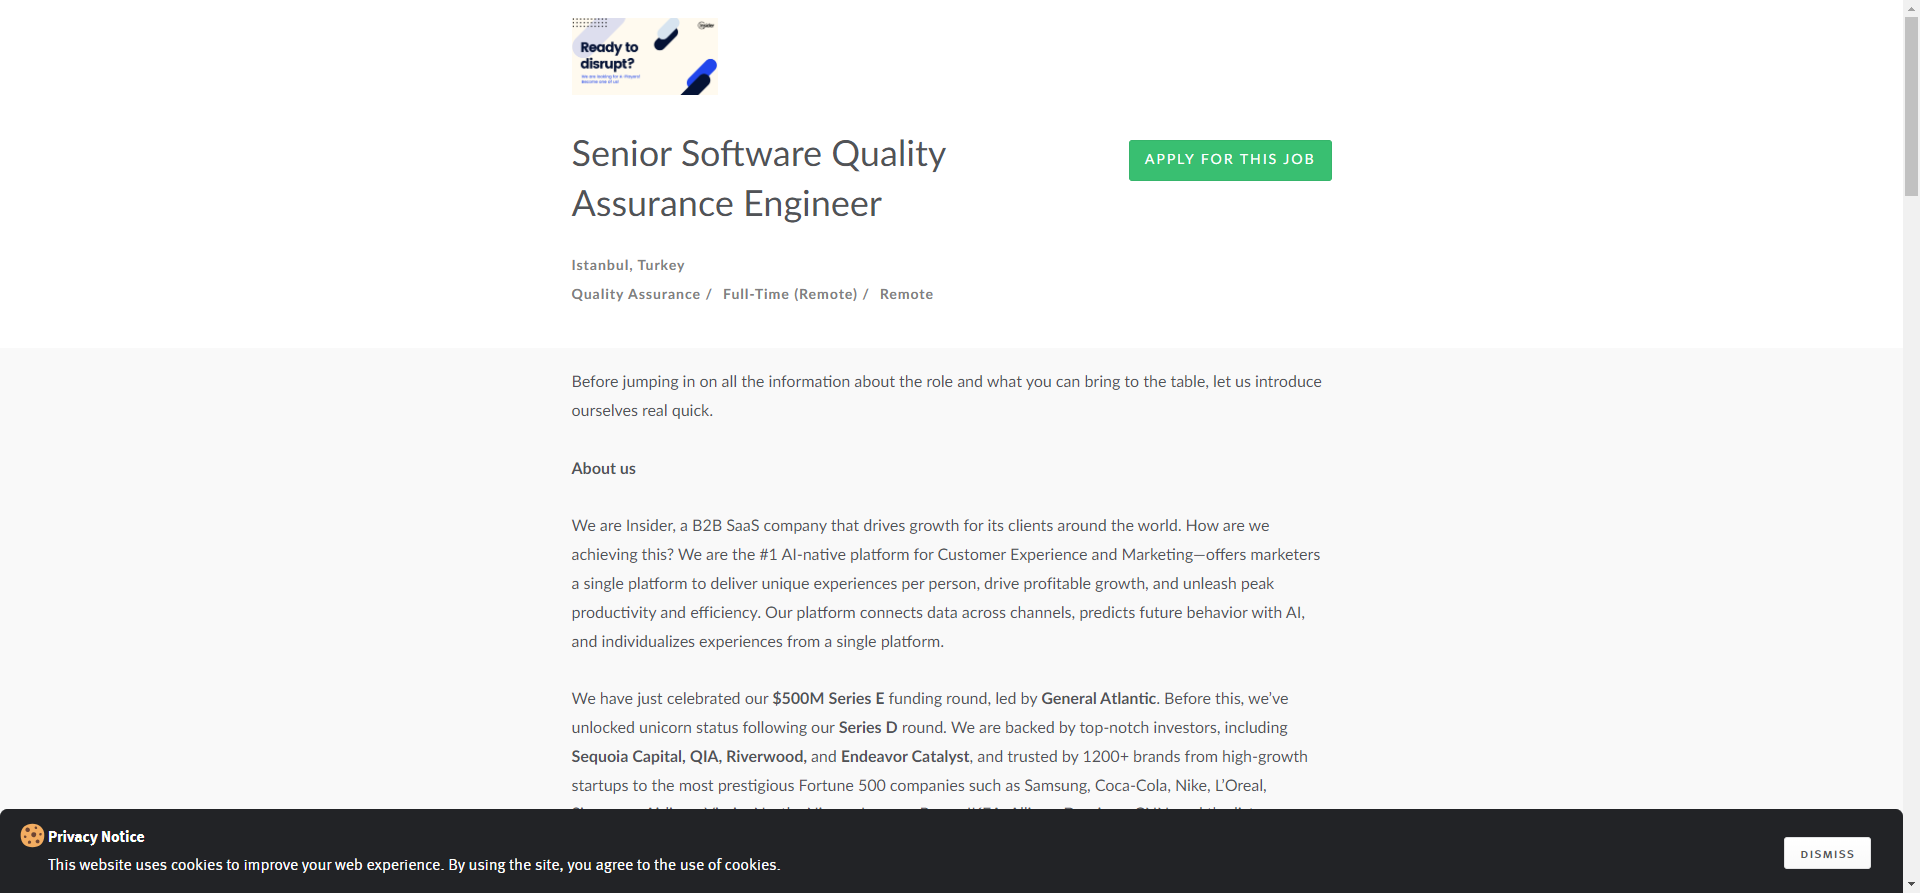 Ready to
disrupt?
We are looking for A-Players!
Become one of us!
Senior Software Quality
Assurance Engineer
APPLY FOR THIS JOB
Istanbul, Turkey
Quality Assurance / Full-Time (Remote) / Remote
Before jumping in on all the information about the role and what you can bring to the table, let us introduce
ourselves real quick.
About us
We are Insider, a B2B SaaS company that drives growth for its clients around the world. How are we
achieving this? We are the #1 AI-native platform for Customer Experience and Marketing—offers marketers
a single platform to deliver unique experiences per person, drive profitable growth, and unleash peak
productivity and efficiency. Our platform connects data across channels, predicts future behavior with AI,
and individualizes experiences from a single platform.
We have just celebrated our $500M Series E funding round, led by General Atlantic. Before this, we've
unlocked unicorn status following our Series D round. We are backed by top-notch investors, including
Sequoia Capital, QIA, Riverwood, and Endeavor Catalyst, and trusted by 1200+ brands from high-growth
startups to the most prestigious Fortune 500 companies such as Samsung, Coca-Cola, Nike, L'Oreal,
Privacy Notice
This website uses cookies to improve your web experience. By using the site, you agree to the use of cookies.
DISMISS